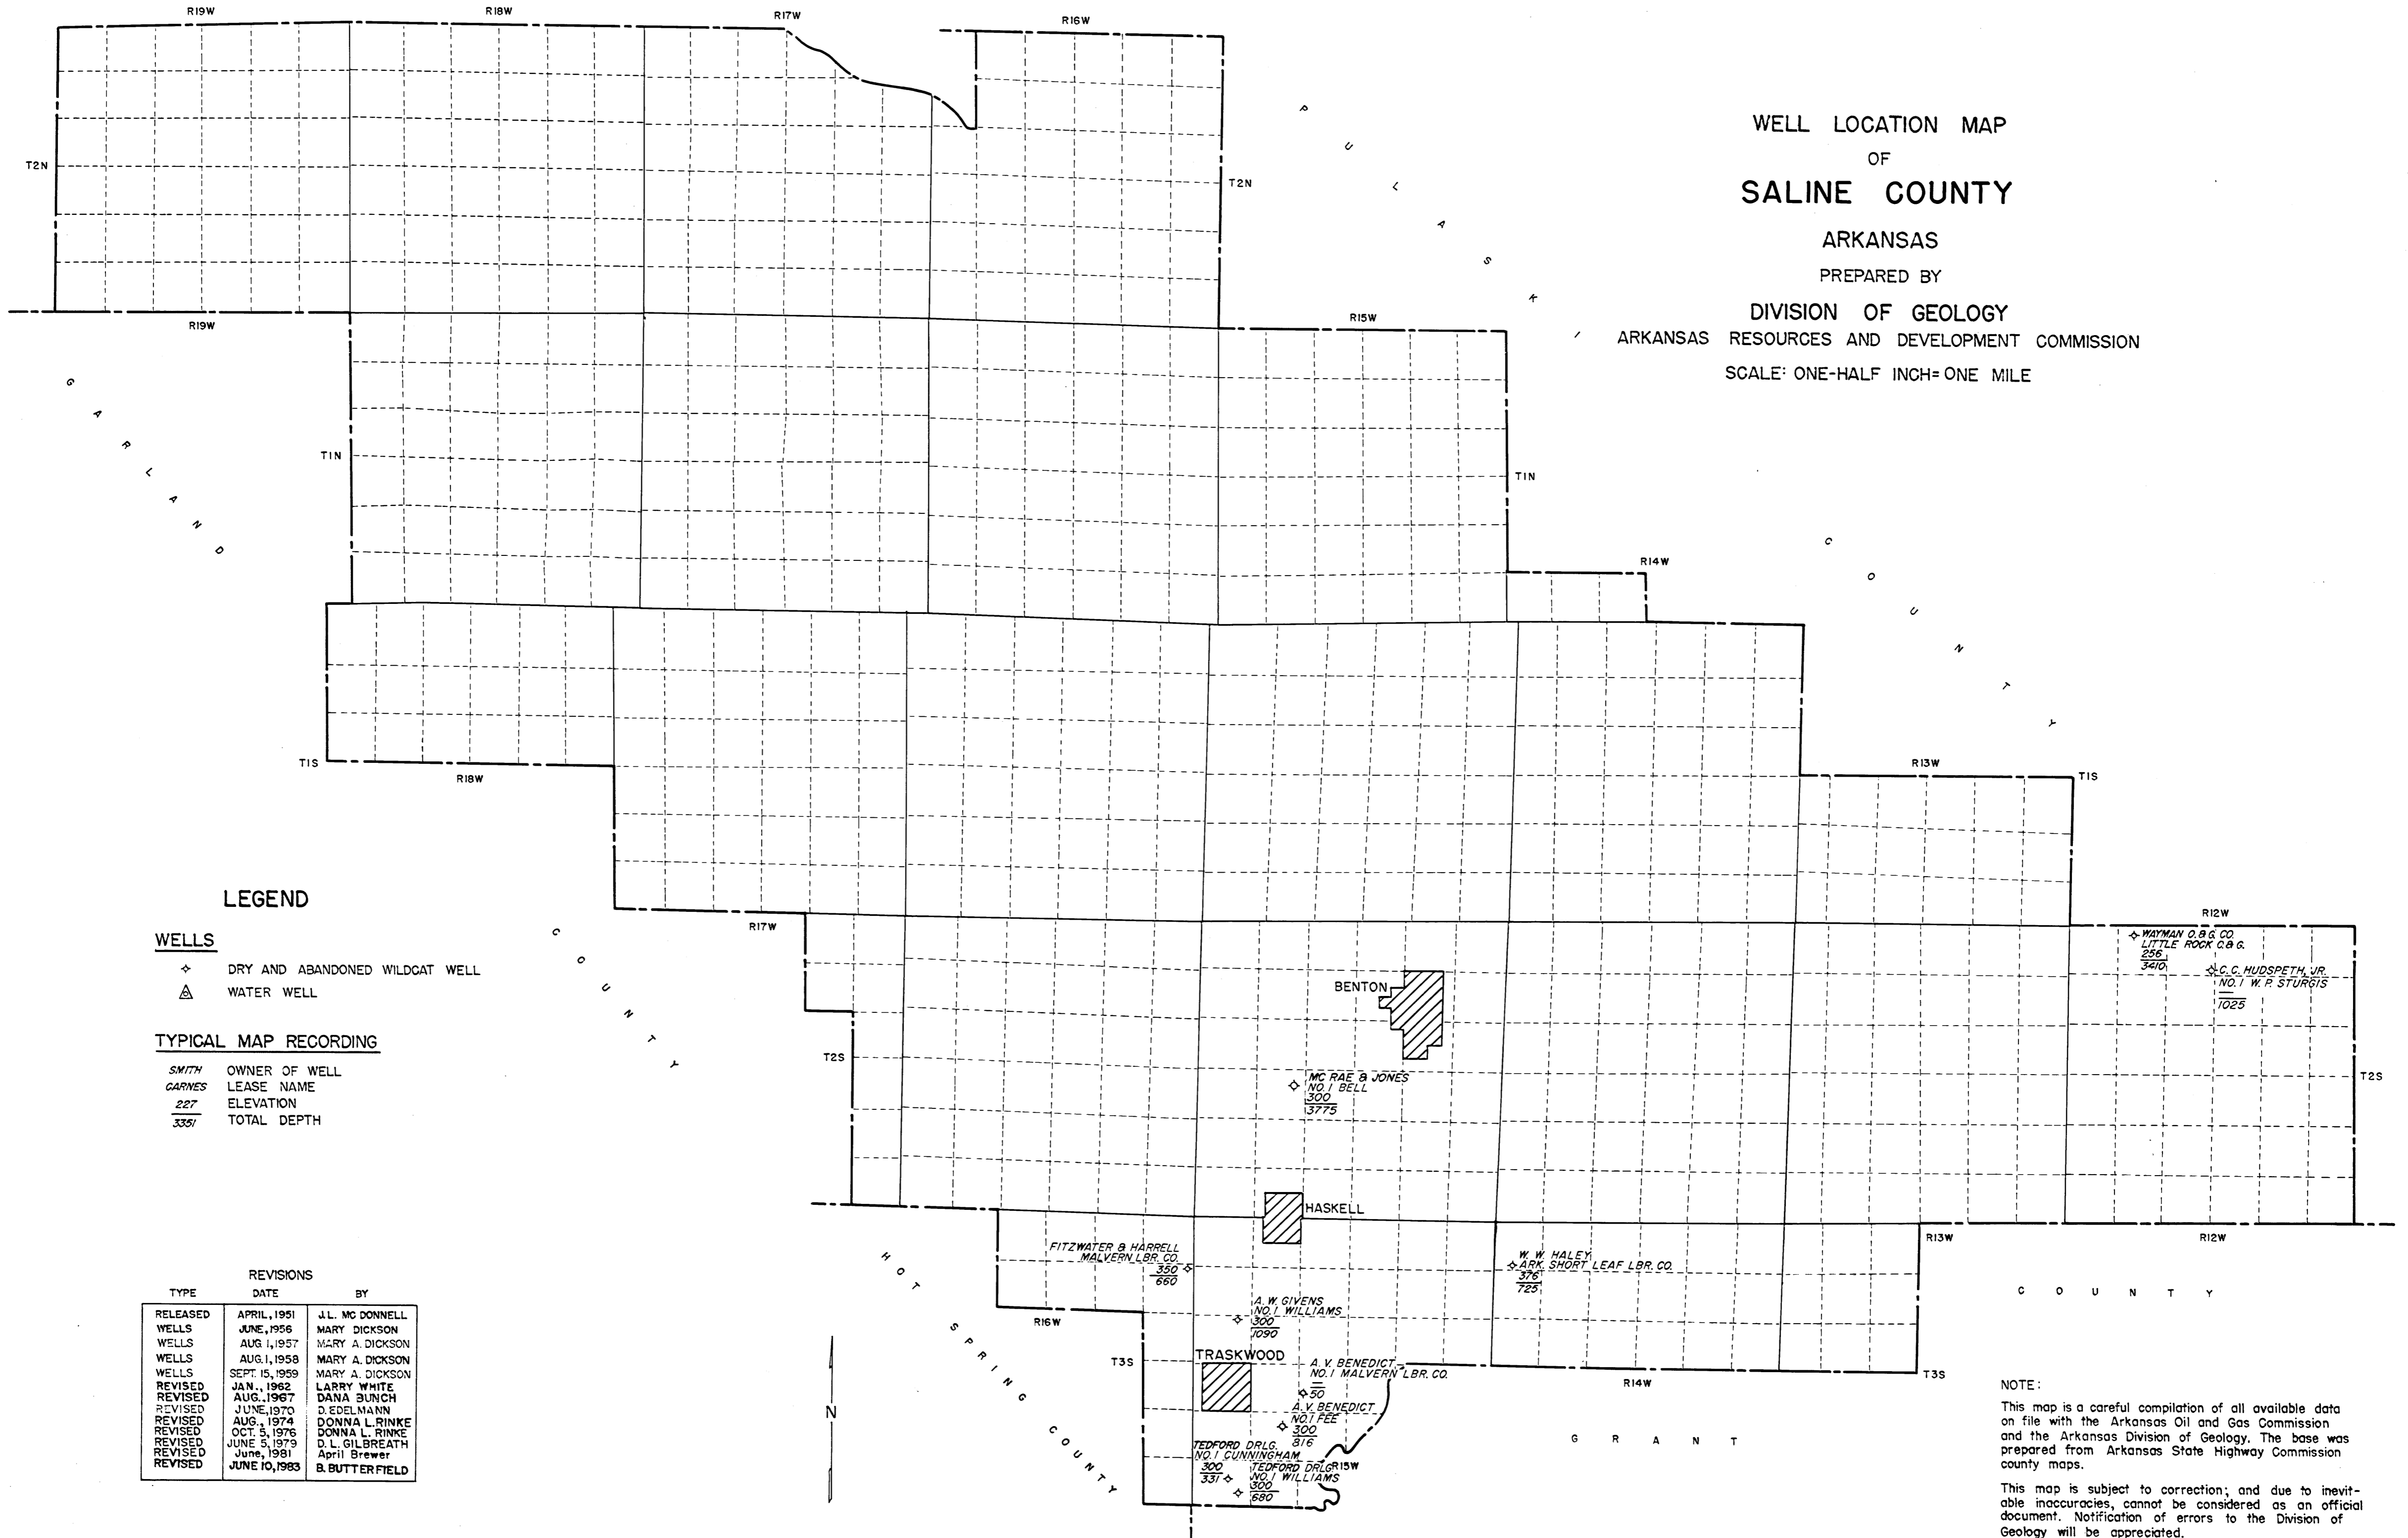 R19W
R18W
R17W
R16W
T2N
T2N
R19W
R15W
T1N
T1N
R14W
T1S
R18W
R13W
T1S
R17W
R12W
T2S
T2S
R13W
R12W
R16W
T3S
R14W
T3S
R15W
PULASKI
COUNTY
GARLAND
COUNTY
HOT SPRING COUNTY
GRANT
COUNTY
WELL LOCATION MAP
OF
SALINE COUNTY
ARKANSAS
PREPARED BY
DIVISION OF GEOLOGY
ARKANSAS RESOURCES AND DEVELOPMENT COMMISSION
SCALE: ONE-HALF INCH=ONE MILE
WAYMAN O. & G. CO.
LITTLE ROCK O. & G.
256
3410
C. C. HUDSPETH, JR.
NO. 1 W. P. STURGIS
—
1025
BENTON
MC RAE & JONES
NO. 1 BELL
300
3775
HASKELL
FITZWATER & HARRELL
MALVERN LBR. CO.
350
660
W. W. HALEY
ARK. SHORT LEAF LBR. CO.
376
725
A. W. GIVENS
NO. 1 WILLIAMS
300
1090
TRASKWOOD
A. V. BENEDICT
NO. 1 MALVERN LBR. CO.
—
50
A. V. BENEDICT
NO. 1 FEE
300
816
TEDFORD DRLG.
NO. 1 CUNNINGHAM
300
331
TEDFORD DRLG
NO. 1 WILLIAMS
300
680
LEGEND
WELLS
DRY AND ABANDONED WILDCAT WELL
WATER WELL
TYPICAL MAP RECORDING
SMITH OWNER OF WELL
CARNES LEASE NAME
227 ELEVATION
3351 TOTAL DEPTH
REVISIONS
TYPE DATE BY
RELEASED APRIL, 1951 J.L. MC DONNELL
WELLS JUNE, 1956 MARY DICKSON
WELLS AUG. 1, 1957 MARY A. DICKSON
WELLS AUG. 1, 1958 MARY A. DICKSON
WELLS SEPT. 15, 1959 MARY A. DICKSON
REVISED JAN., 1962 LARRY WHITE
REVISED AUG., 1967 DANA BUNCH
REVISED JUNE, 1970 D. EDELMANN
REVISED AUG., 1974 DONNA L. RINKE
REVISED OCT. 5, 1976 DONNA L. RINKE
REVISED JUNE 5, 1979 D. L. GILBREATH
REVISED June, 1981 April Brewer
REVISED JUNE 10, 1983 B. BUTTERFIELD
N
NOTE:
This map is a careful compilation of all available data
on file with the Arkansas Oil and Gas Commission
and the Arkansas Division of Geology. The base was
prepared from Arkansas State Highway Commission
county maps.
This map is subject to correction; and due to inevit-
able inaccuracies, cannot be considered as an official
document. Notification of errors to the Division of
Geology will be appreciated.